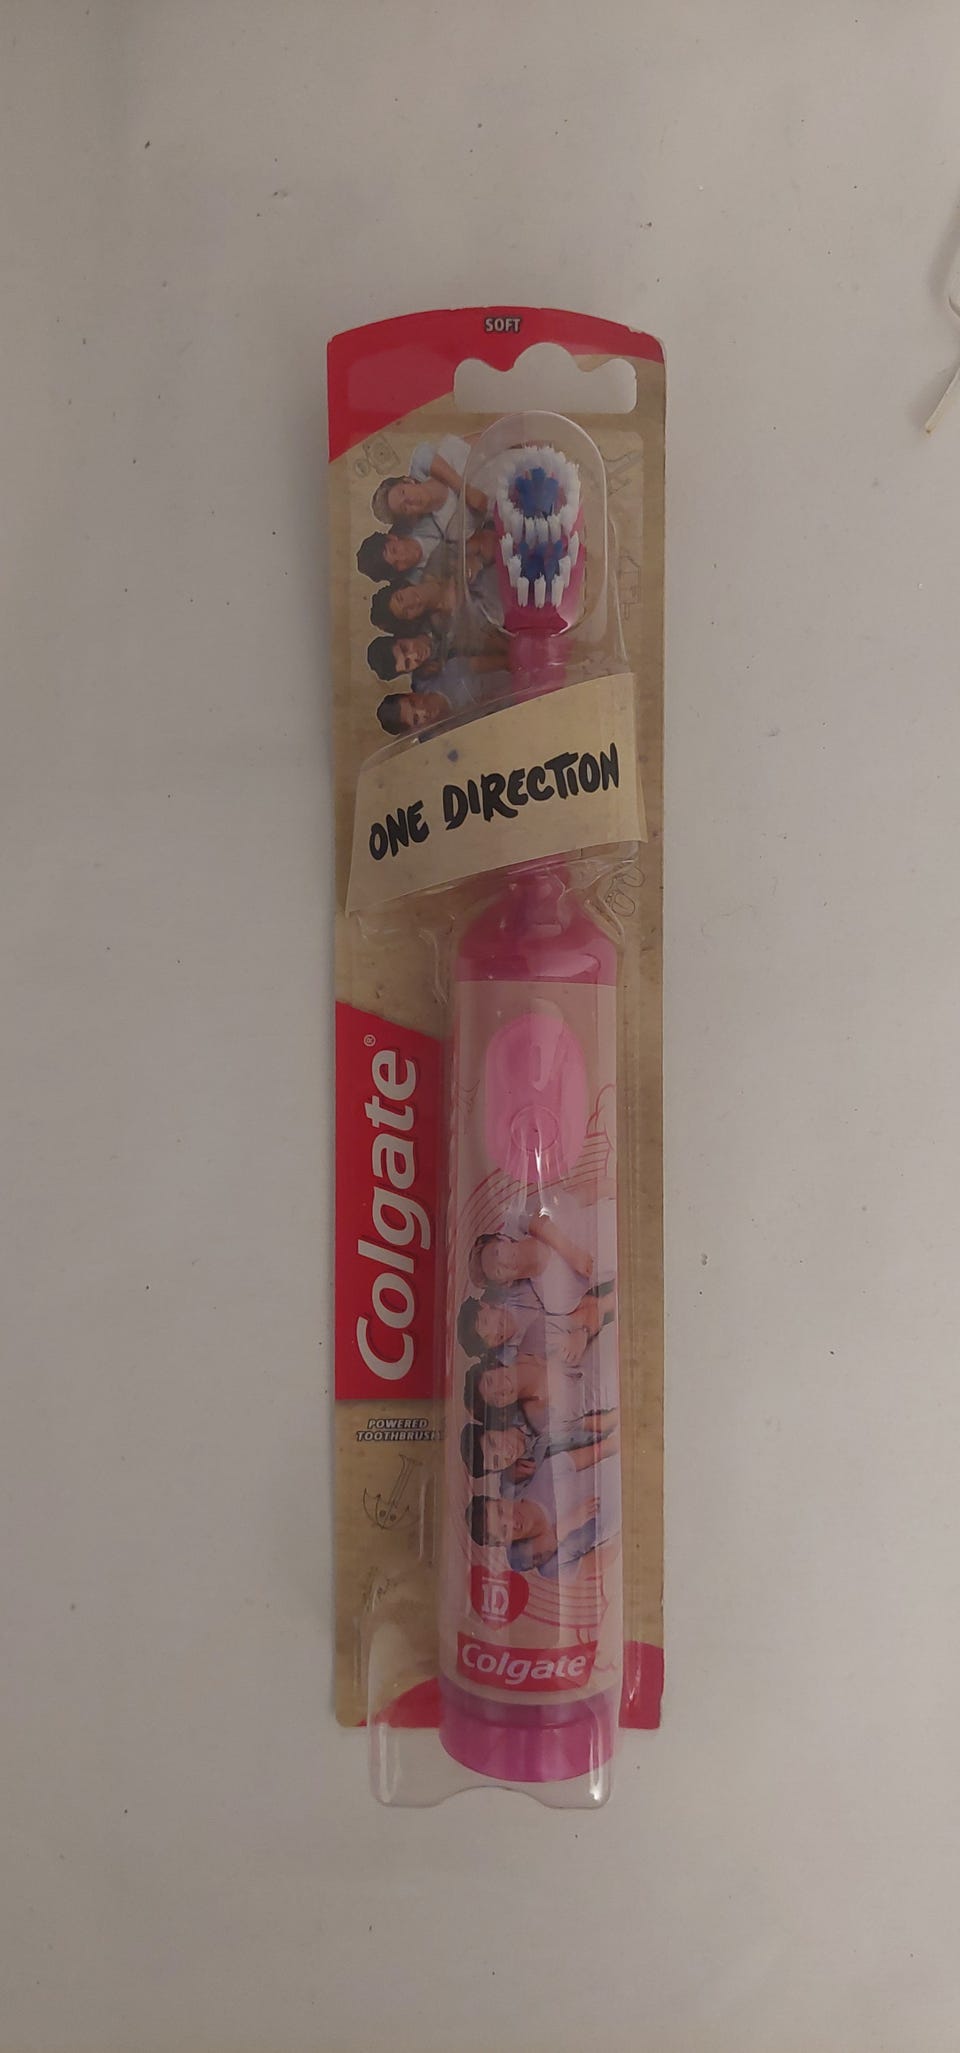 SOFT
ONE DIRECTION
Colgate®
POWERED
TOOTHBRUSH
1D
Colgate